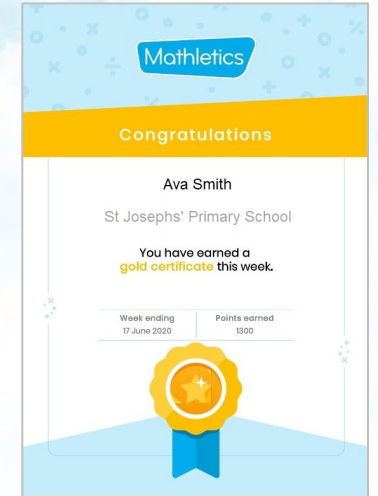 Mathletics
Congratulations
Ava Smith
St Josephs' Primary School
You have earned a
gold certificate this week.
Week ending
17 June 2020
Points earned
1300